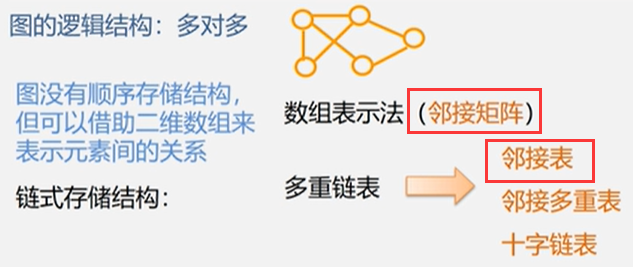 图的逻辑结构：多对多
图没有顺序存储结构，
但可以借助二维数组来
表示元素间的关系
数组表示法（邻接矩阵）
链式存储结构：
多重链表
邻接表
邻接多重表
十字链表